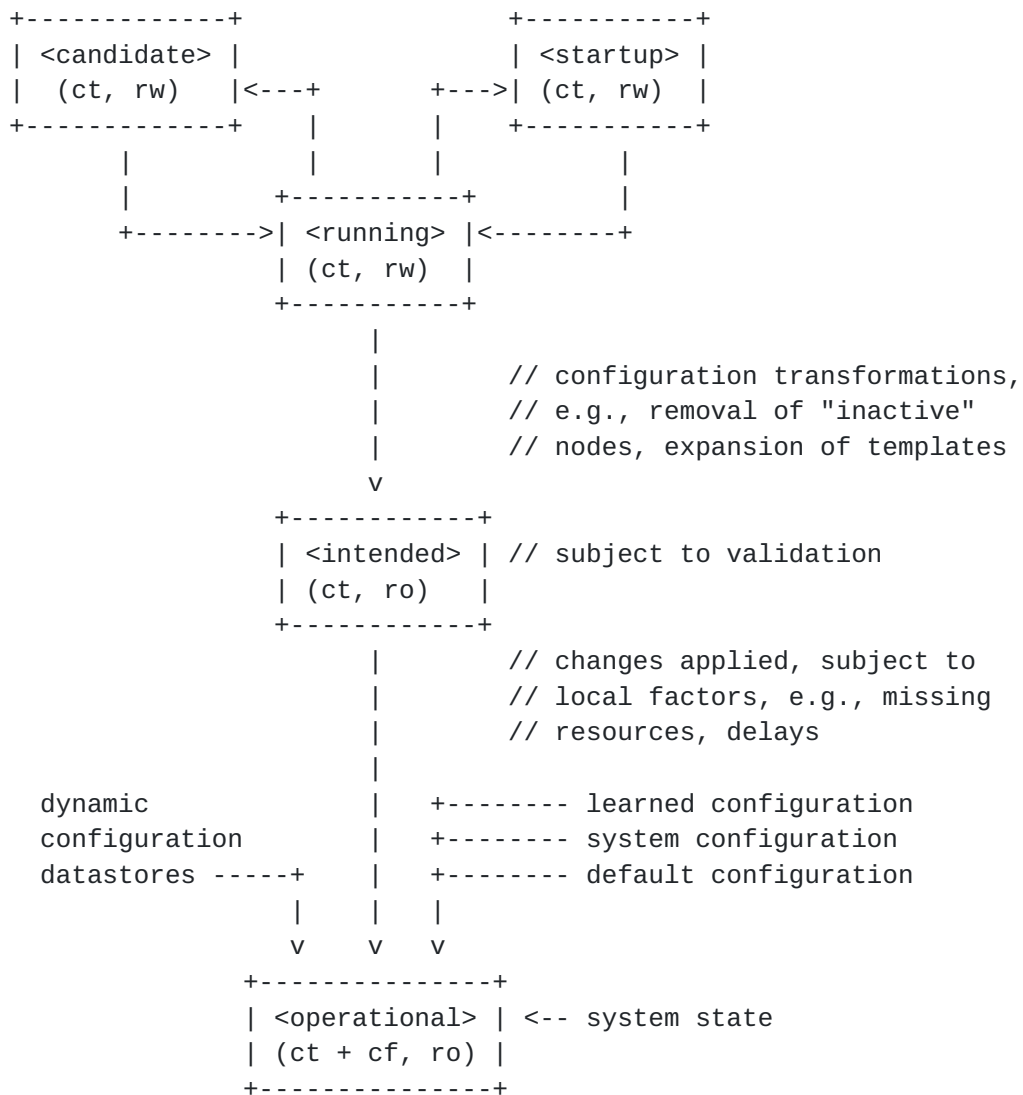 <candidate> <startup>
(ct, rw) <---+ +---> (ct, rw)
+-------->| <running> |<--------+
(ct, rw)
// configuration transformations,
// e.g., removal of "inactive"
// nodes, expansion of templates
v
<intended> // subject to validation
(ct, ro)
// changes applied, subject to
// local factors, e.g., missing
// resources, delays
dynamic +-------- learned configuration
configuration +-------- system configuration
datastores -----+ +-------- default configuration
v v v
<operational> <-- system state
(ct + cf, ro)